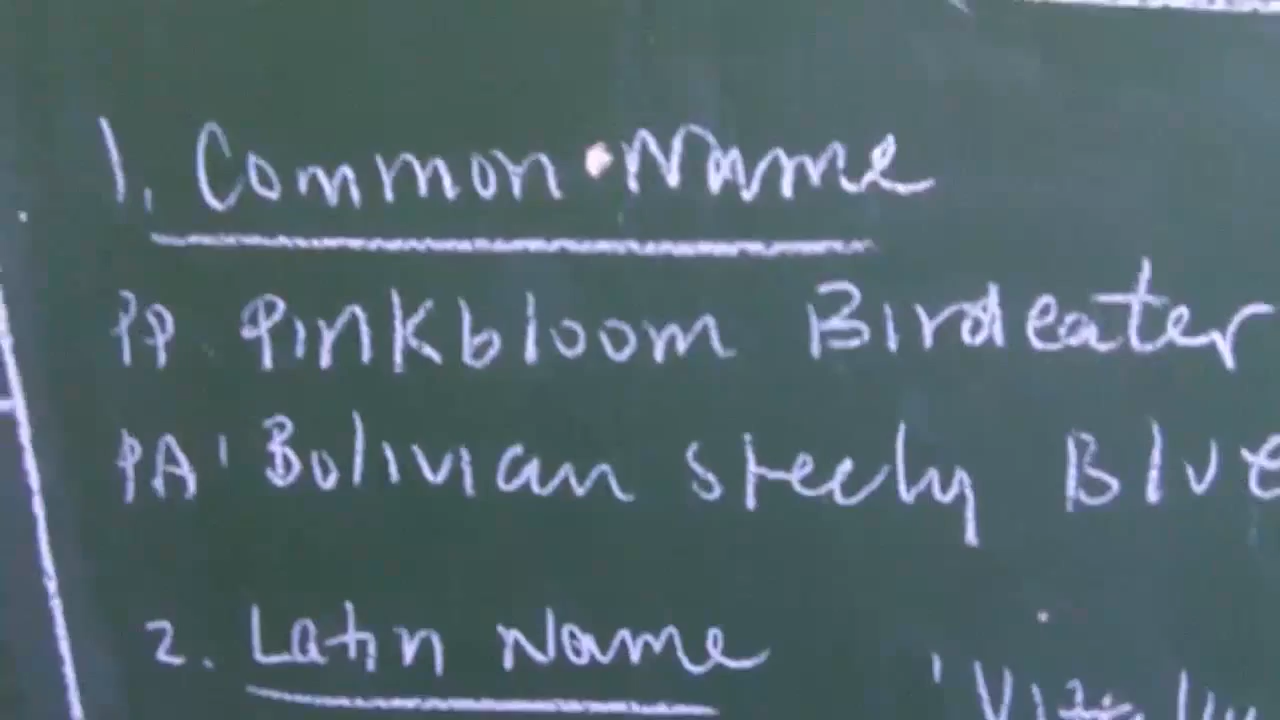 1. Common Name
PP Pinkbloom Birdeater
PA' Bolivian Steely Blue
2. Latin Name